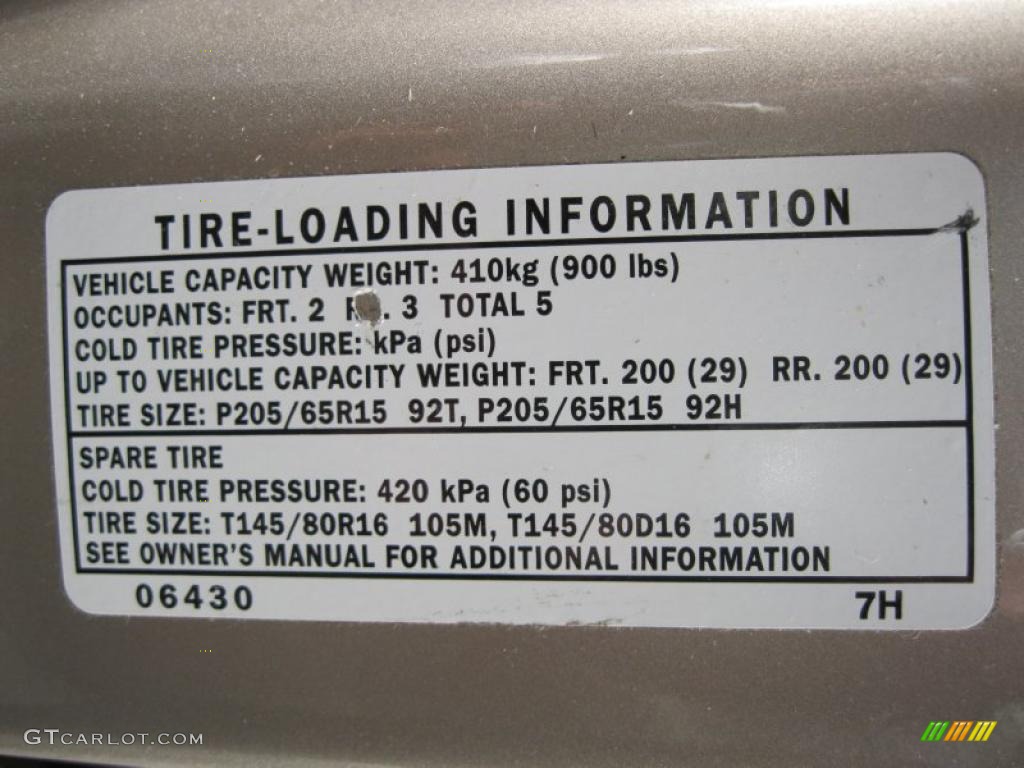 TIRE-LOADING INFORMATION
VEHICLE CAPACITY WEIGHT: 410kg (900 lbs)
OCCUPANTS: FRT. 2 3 TOTAL 5
COLD TIRE PRESSURE: kPa (psi)
UP TO VEHICLE CAPACITY WEIGHT: FRT. 200 (29) RR. 200 (29)
TIRE SIZE: P205/65R15 92T, P205/65R15 92H
SPARE TIRE
COLD TIRE PRESSURE: 420 kPa (60 psi)
TIRE SIZE: T145/80R16 105M, T145/80D16 105M
SEE OWNER'S MANUAL FOR ADDITIONAL INFORMATION
06430 7H
GTCARLOT.COM